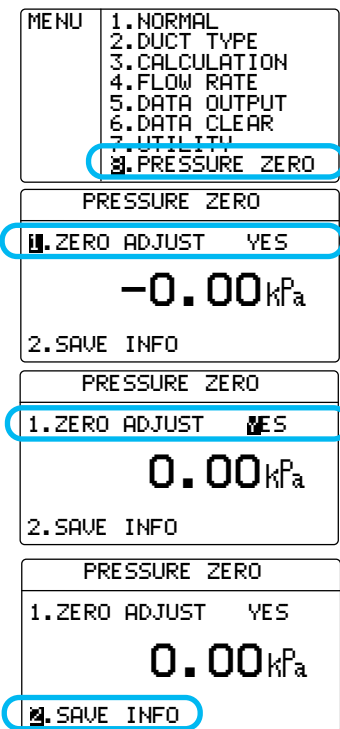 MENU 1.NORMAL
2.DUCT TYPE
3.CALCULATION
4.FLOW RATE
5.DATA OUTPUT
6.DATA CLEAR
7.UTILITY
8.PRESSURE ZERO
PRESSURE ZERO
1.ZERO ADJUST YES
-0.00kPa
2.SAVE INFO
PRESSURE ZERO
1.ZERO ADJUST YES
0.00kPa
2.SAVE INFO
PRESSURE ZERO
1.ZERO ADJUST YES
0.00kPa
2.SAVE INFO